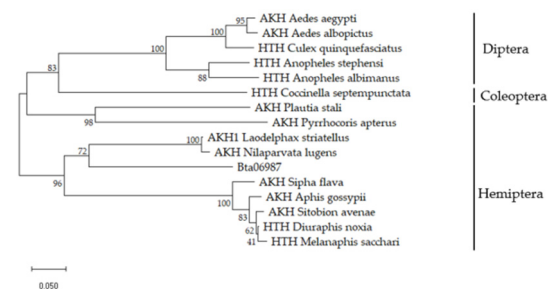 95 AKH Aedes aegypti
100 AKH Aedes albopictus
100 HTH Culex quinquefasciatus
HTH Anopheles stephensi
88 HTH Anopheles albimanus
Diptera
83
HTH Coccinella septempunctata
Coleoptera
AKH Plautia stali
98 AKH Pyrrhocoris apterus
100 AKH1 Laodelphax striatellus
AKH Nilaparvata lugens
72
Bta06987
96
AKH Sipha flava
100 AKH Aphis gossypii
83 AKH Sitobion avenae
62 HTH Diuraphis noxia
41 HTH Melanaphis sacchari
Hemiptera
0.050